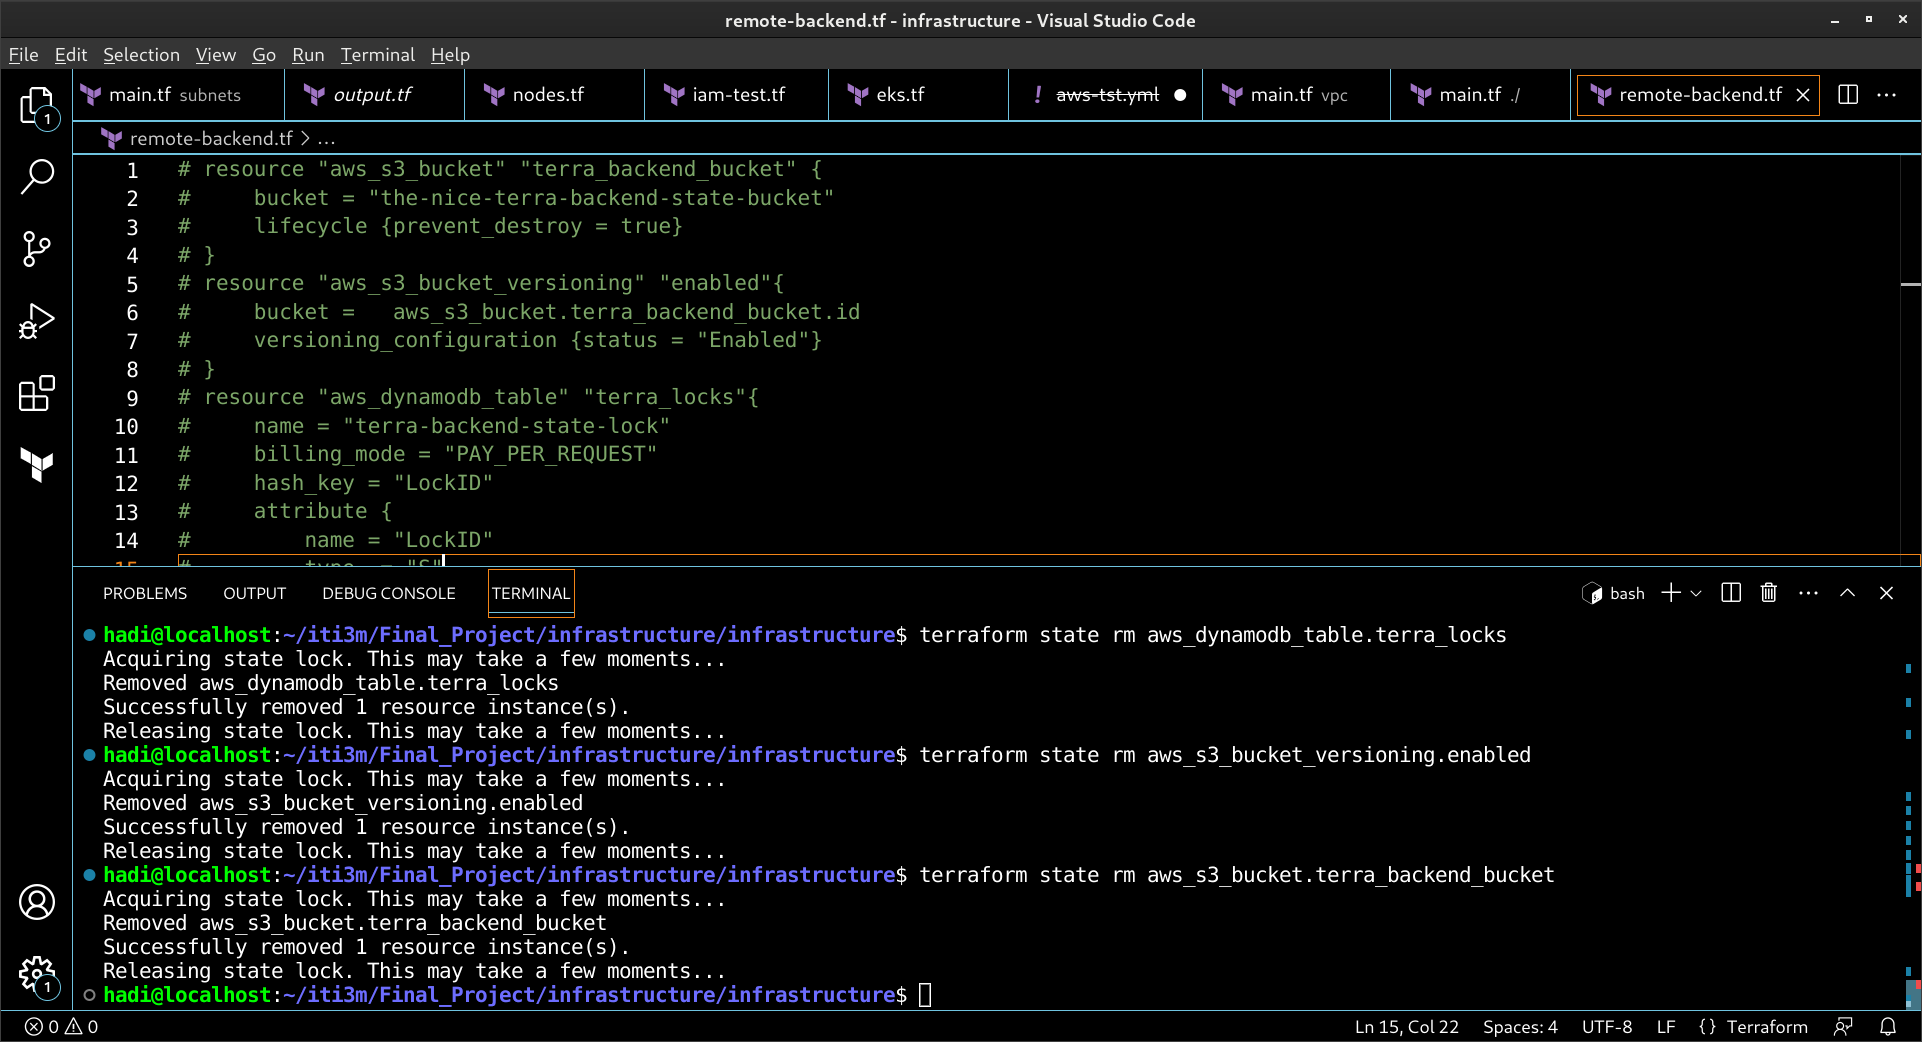 remote-backend.tf - infrastructure - Visual Studio Code
File Edit Selection View Go Run Terminal Help
main.tf subnets output.tf nodes.tf iam-test.tf eks.tf ! aws-tst.yml main.tf vpc main.tf ./ remote-backend.tf
1
remote-backend.tf > ...
1 # resource "aws_s3_bucket" "terra_backend_bucket" {
2 #     bucket = "the-nice-terra-backend-state-bucket"
3 #     lifecycle {prevent_destroy = true}
4 # }
5 # resource "aws_s3_bucket_versioning" "enabled"{
6 #     bucket =   aws_s3_bucket.terra_backend_bucket.id
7 #     versioning_configuration {status = "Enabled"}
8 # }
9 # resource "aws_dynamodb_table" "terra_locks"{
10 #     name = "terra-backend-state-lock"
11 #     billing_mode = "PAY_PER_REQUEST"
12 #     hash_key = "LockID"
13 #     attribute {
14 #         name = "LockID"
15 #         type  = "S"
PROBLEMS OUTPUT DEBUG CONSOLE TERMINAL bash
hadi@localhost:~/iti3m/Final_Project/infrastructure/infrastructure$ terraform state rm aws_dynamodb_table.terra_locks
Acquiring state lock. This may take a few moments...
Removed aws_dynamodb_table.terra_locks
Successfully removed 1 resource instance(s).
Releasing state lock. This may take a few moments...
hadi@localhost:~/iti3m/Final_Project/infrastructure/infrastructure$ terraform state rm aws_s3_bucket_versioning.enabled
Acquiring state lock. This may take a few moments...
Removed aws_s3_bucket_versioning.enabled
Successfully removed 1 resource instance(s).
Releasing state lock. This may take a few moments...
hadi@localhost:~/iti3m/Final_Project/infrastructure/infrastructure$ terraform state rm aws_s3_bucket.terra_backend_bucket
Acquiring state lock. This may take a few moments...
Removed aws_s3_bucket.terra_backend_bucket
Successfully removed 1 resource instance(s).
Releasing state lock. This may take a few moments...
hadi@localhost:~/iti3m/Final_Project/infrastructure/infrastructure$
1
0 0 Ln 15, Col 22 Spaces: 4 UTF-8 LF {} Terraform